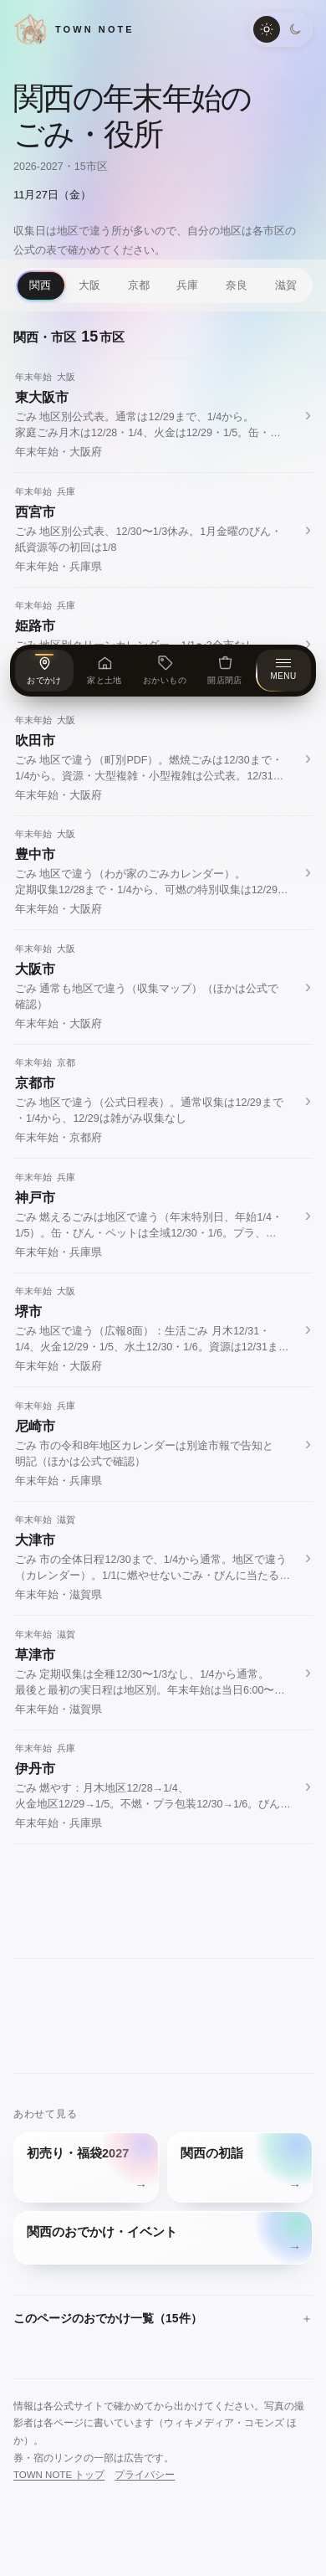 TOWN NOTE
関西の年末年始の
ごみ・役所
2026-2027・15市区
11月27日（金）
収集日は地区で違う所が多いので、自分の地区は各市区の
公式の表で確かめてください。
関西 大阪 京都 兵庫 奈良 滋賀
関西・市区 15市区
年末年始 大阪
東大阪市
ごみ 地区別公式表。通常は12/29まで、1/4から。
家庭ごみ月木は12/28・1/4、火金は12/29・1/5。缶・…
年末年始・大阪府
年末年始 兵庫
西宮市
ごみ 地区別公式表、12/30〜1/3休み。1月金曜のびん・
紙資源等の初回は1/8
年末年始・兵庫県
年末年始 兵庫
姫路市
おでかけ 家と土地 おかいもの 開店閉店 MENU
年末年始 大阪
吹田市
ごみ 地区で違う（町別PDF）。燃焼ごみは12/30まで・
1/4から。資源・大型複雑・小型複雑は公式表。12/31…
年末年始・大阪府
年末年始 大阪
豊中市
ごみ 地区で違う（わが家のごみカレンダー）。
定期収集12/28まで・1/4から、可燃の特別収集は12/29…
年末年始・大阪府
年末年始 大阪
大阪市
ごみ 通常も地区で違う（収集マップ）（ほかは公式で
確認）
年末年始・大阪府
年末年始 京都
京都市
ごみ 地区で違う（公式日程表）。通常収集は12/29まで
・1/4から、12/29は雑がみ収集なし
年末年始・京都府
年末年始 兵庫
神戸市
ごみ 燃えるごみは地区で違う（年末特別日、年始1/4・
1/5）。缶・びん・ペットは全域12/30・1/6。プラ、…
年末年始・兵庫県
年末年始 大阪
堺市
ごみ 地区で違う（広報8面）：生活ごみ 月木12/31・
1/4、火金12/29・1/5、水土12/30・1/6。資源は12/31ま…
年末年始・大阪府
年末年始 兵庫
尼崎市
ごみ 市の令和8年地区カレンダーは別途市報で告知と
明記（ほかは公式で確認）
年末年始・兵庫県
年末年始 滋賀
大津市
ごみ 市の全体日程12/30まで、1/4から通常。地区で違う
（カレンダー）。1/1に燃やせないごみ・びんに当たる…
年末年始・滋賀県
年末年始 滋賀
草津市
ごみ 定期収集は全種12/30〜1/3なし、1/4から通常。
最後と最初の実日程は地区別。年末年始は当日6:00〜…
年末年始・滋賀県
年末年始 兵庫
伊丹市
ごみ 燃やす：月木地区12/28→1/4、
火金地区12/29→1/5。不燃・プラ包装12/30→1/6。びん…
年末年始・兵庫県
あわせて見る
初売り・福袋2027
→
関西の初詣
→
関西のおでかけ・イベント
→
このページのおでかけ一覧（15件） +
情報は各公式サイトで確かめてから出かけてください。写真の撮
影者は各ページに書いています（ウィキメディア・コモンズ ほ
か）。
券・宿のリンクの一部は広告です。
TOWN NOTE トップ プライバシー